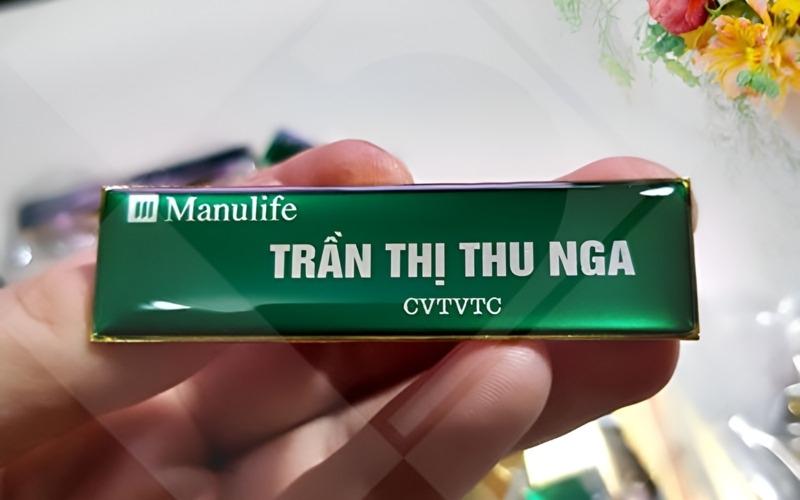 Manulife
TRẦN THỊ THU NGA
CVTVTC